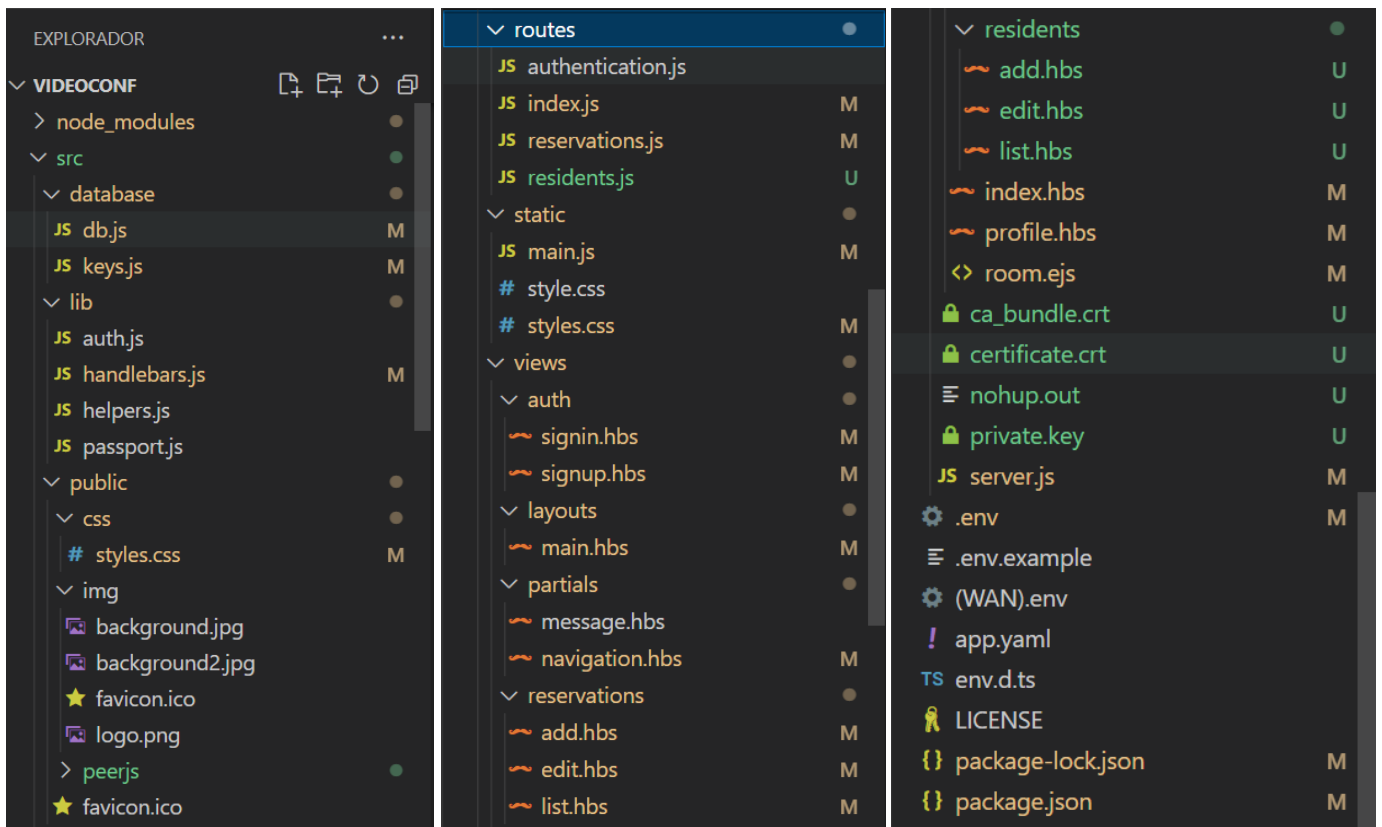 EXPLORADOR ...
VIDEOCONF
node_modules
src
database
JS db.js M
JS keys.js M
lib
JS auth.js
JS handlebars.js M
JS helpers.js
JS passport.js
public
css
# styles.css M
img
background.jpg
background2.jpg
favicon.ico
logo.png
peerjs
favicon.ico
routes
JS authentication.js
JS index.js M
JS reservations.js M
JS residents.js U
static
JS main.js M
# style.css
# styles.css M
views
auth
signin.hbs M
signup.hbs M
layouts
main.hbs M
partials
message.hbs
navigation.hbs M
reservations
add.hbs M
edit.hbs M
list.hbs M
residents
add.hbs U
edit.hbs U
list.hbs U
index.hbs M
profile.hbs M
<> room.ejs M
ca_bundle.crt U
certificate.crt U
nohup.out U
private.key U
JS server.js M
.env M
.env.example
(WAN).env
! app.yaml
TS env.d.ts
LICENSE
{} package-lock.json M
{} package.json M